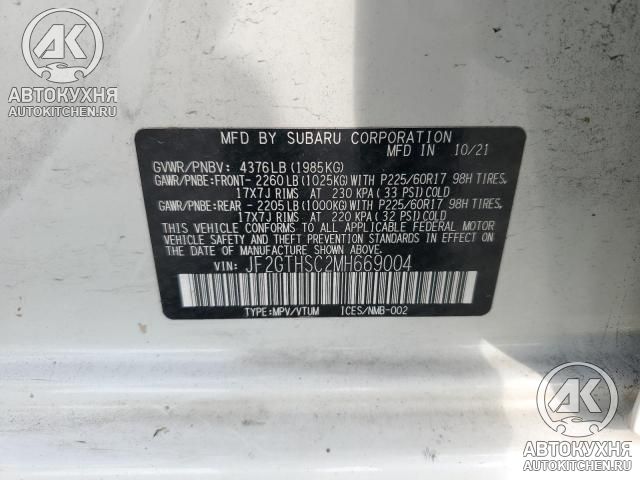 AK
АВТОКУХНЯ
AUTOKITCHEN.RU
MFD BY SUBARU CORPORATION
MFD IN 10/21
GVWR/PNBV: 4376LB (1985KG)
GAWR/PNBE:FRONT- 2260LB (1025KG)WITH P225/60R17 98H TIRES,
17X7J RIMS AT 230 KPA (33 PSI)COLD
GAWR/PNBE:REAR - 2205LB (1000KG)WITH P225/60R17 98H TIRES,
17X7J RIMS AT 220 KPA (32 PSI)COLD
THIS VEHICLE CONFORMS TO ALL APPLICABLE FEDERAL MOTOR
VEHICLE SAFETY BUMPER, AND THEFT PREVENTION STANDARDS
IN EFFECT ON THE DATE OF MANUFACTURE SHOWN ABOVE
VIN: JF2GTHSC2MH669004
TYPE:MPV/VTUM ICES/NMB-002
AK
АВТОКУХНЯ
AUTOKITCHEN.RU